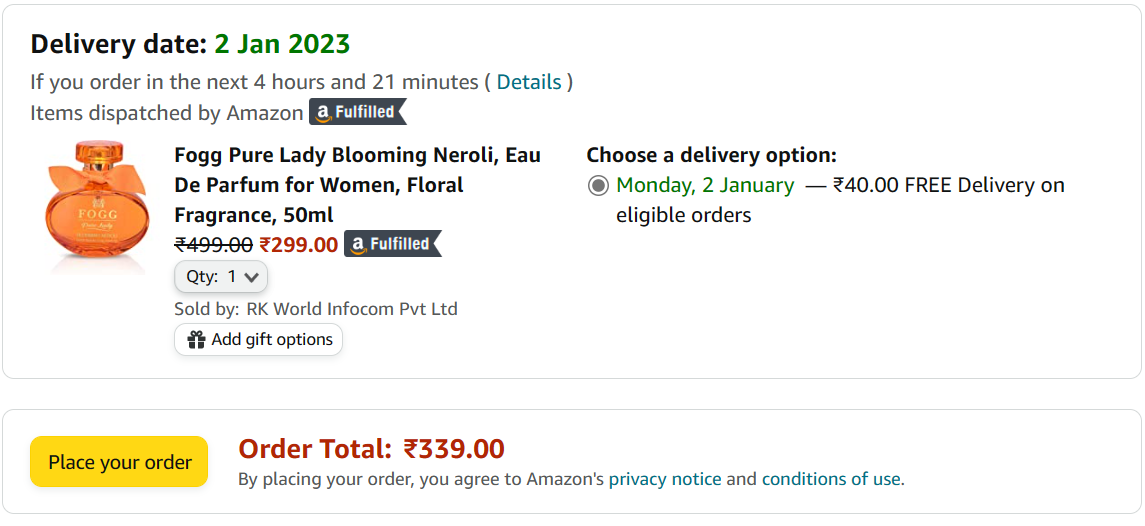 Delivery date: 2 Jan 2023
If you order in the next 4 hours and 21 minutes ( Details )
Items dispatched by Amazon a Fulfilled
FOGG
Pure Lady
Fogg Pure Lady Blooming Neroli, Eau
De Parfum for Women, Floral
Fragrance, 50ml
₹499.00 ₹299.00 a Fulfilled
Qty: 1
Sold by: RK World Infocom Pvt Ltd
Add gift options
Choose a delivery option:
Monday, 2 January — ₹40.00 FREE Delivery on
eligible orders
Place your order
Order Total: ₹339.00
By placing your order, you agree to Amazon's privacy notice and conditions of use.